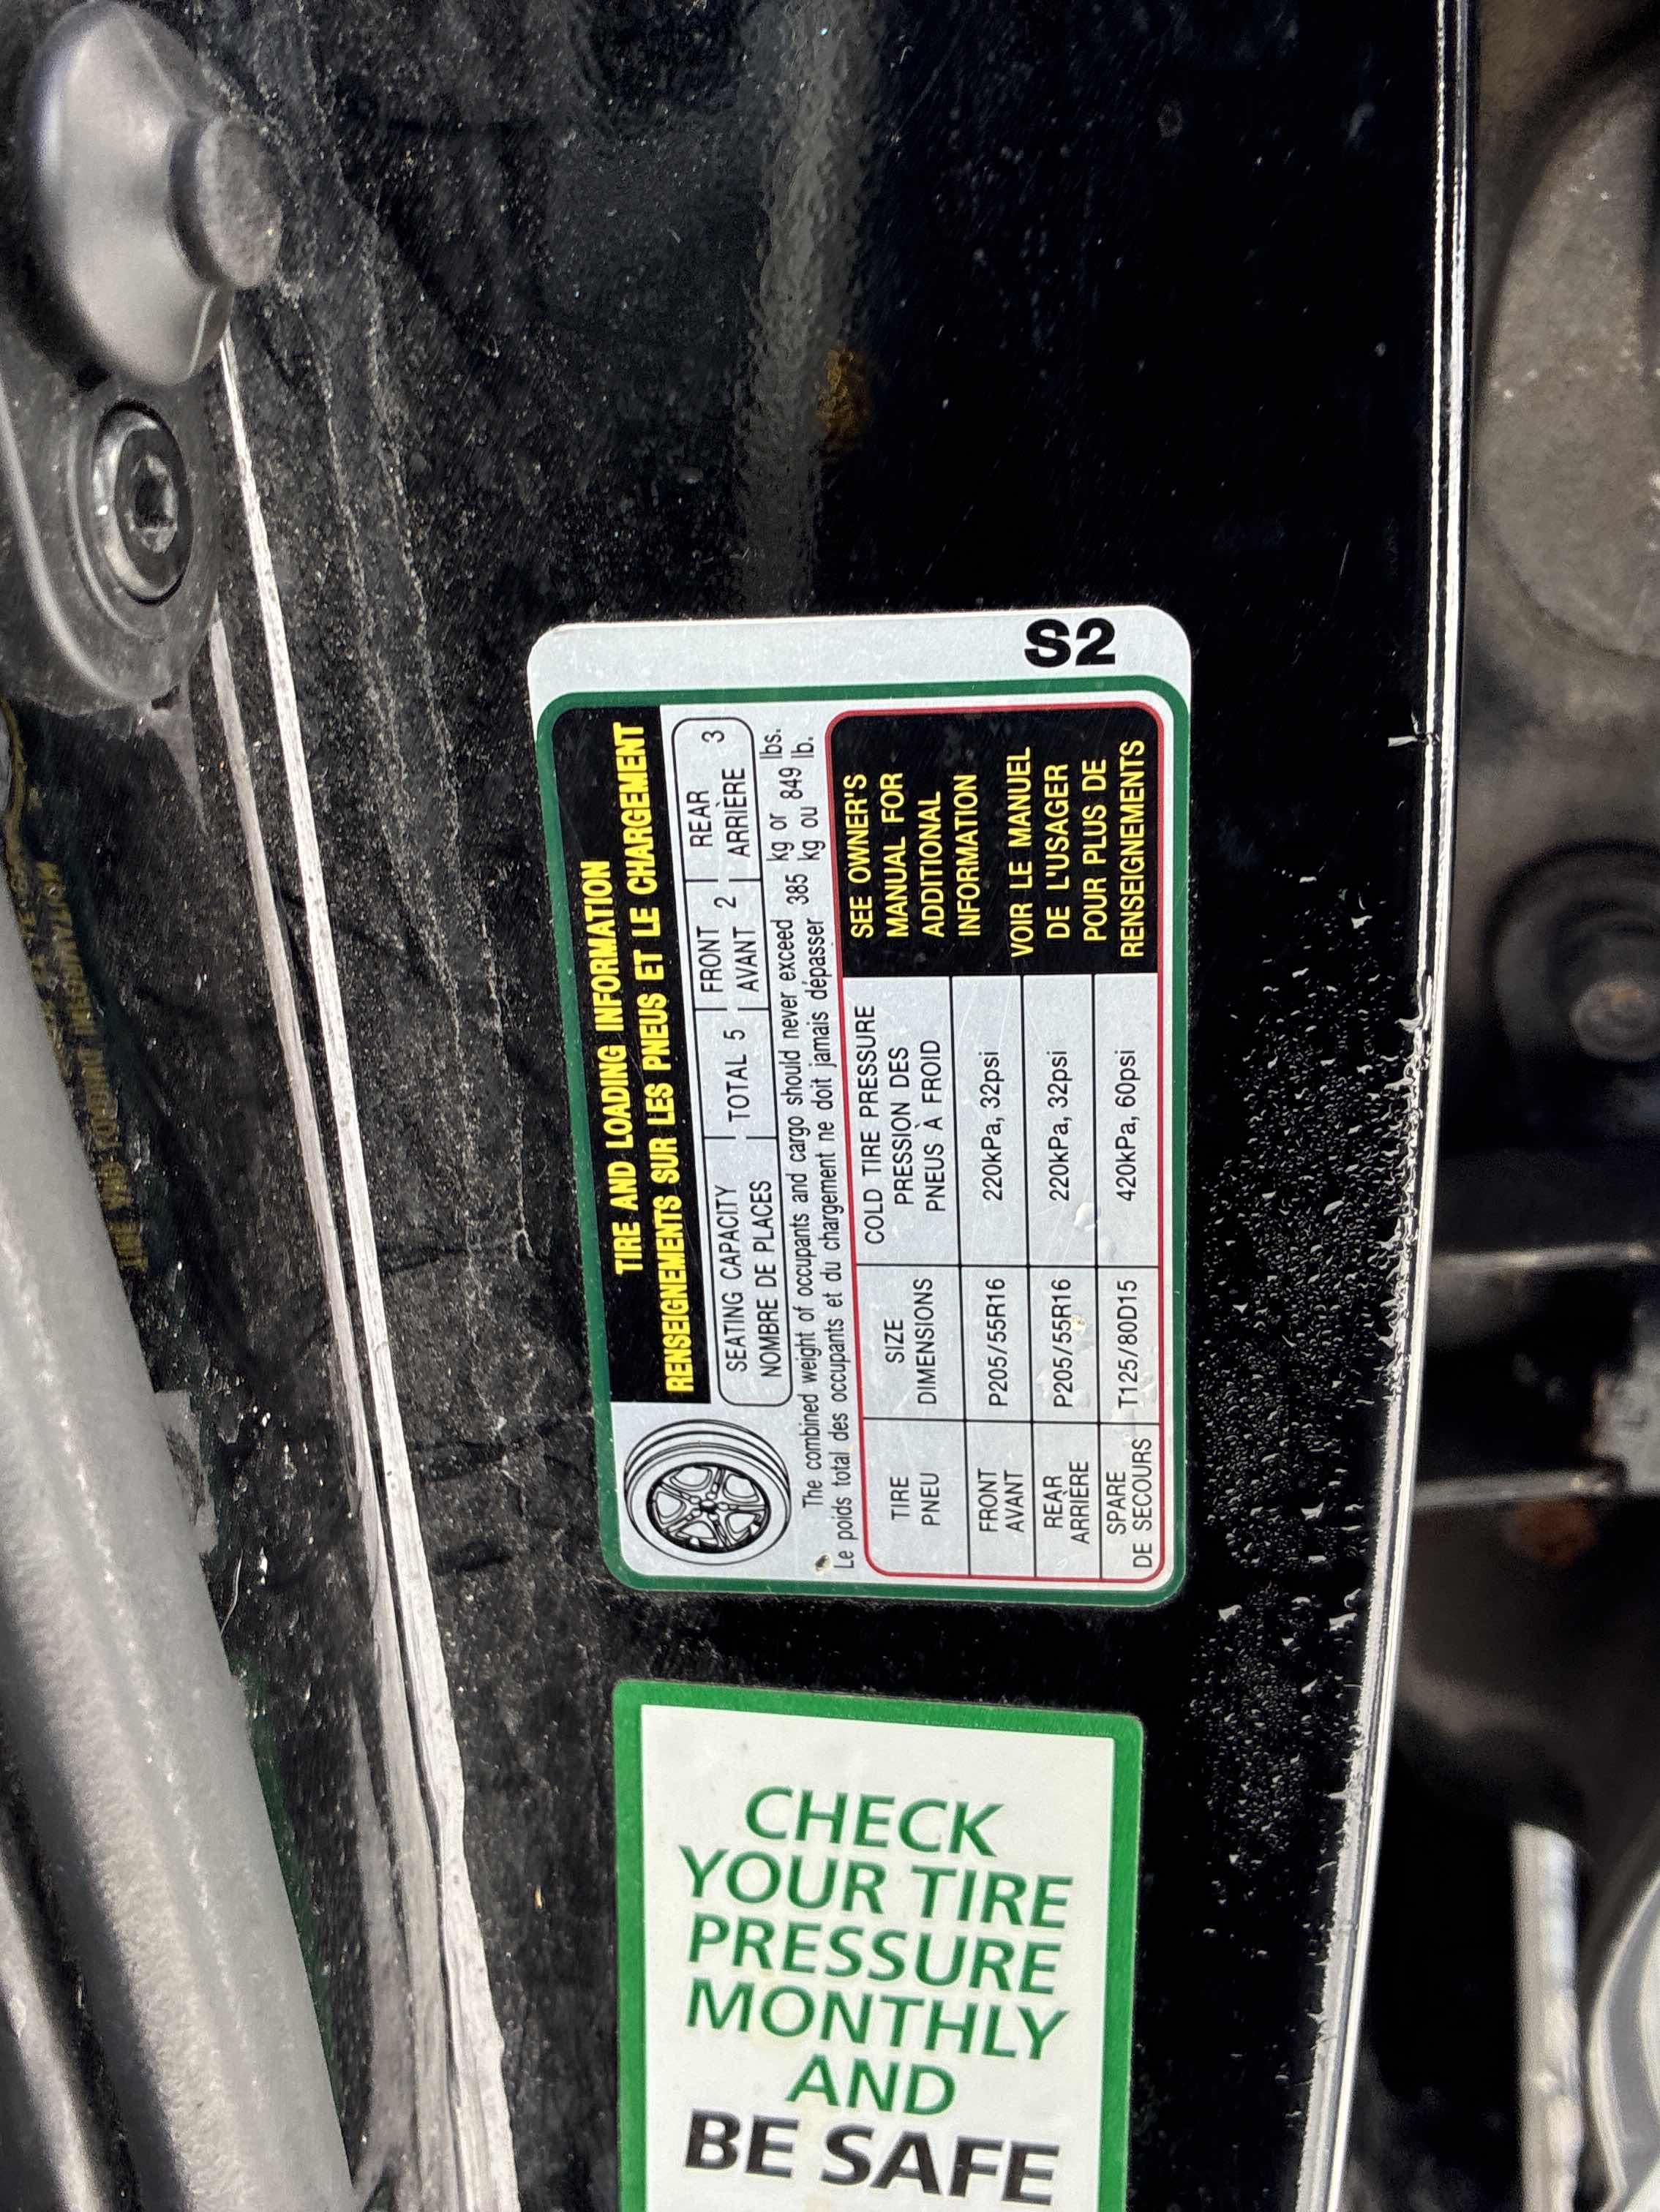 TIRE AND LOADING INFORMATION
RENSEIGNEMENTS SUR LES PNEUS ET LE CHARGEMENT
SEATING CAPACITY TOTAL 5 FRONT 2 REAR 3
NOMBRE DE PLACES AVANT ARRIÈRE
The combined weight of occupants and cargo should never exceed 385 kg or 849 lbs.
Le poids total des occupants et du chargement ne doit jamais dépasser kg ou lb.
TIRE
PNEU
SIZE
DIMENSIONS
COLD TIRE PRESSURE
PRESSION DES
PNEUS À FROID
FRONT
AVANT
P205/55R16
220kPa, 32psi
REAR
ARRIÈRE
P205/55R16
220kPa, 32psi
SPARE
DE SECOURS
T125/80D15
420kPa, 60psi
SEE OWNER'S
MANUAL FOR
ADDITIONAL
INFORMATION
VOIR LE MANUEL
DE L'USAGER
POUR PLUS DE
RENSEIGNEMENTS
S2
CHECK
YOUR TIRE
PRESSURE
MONTHLY
AND
BE SAFE